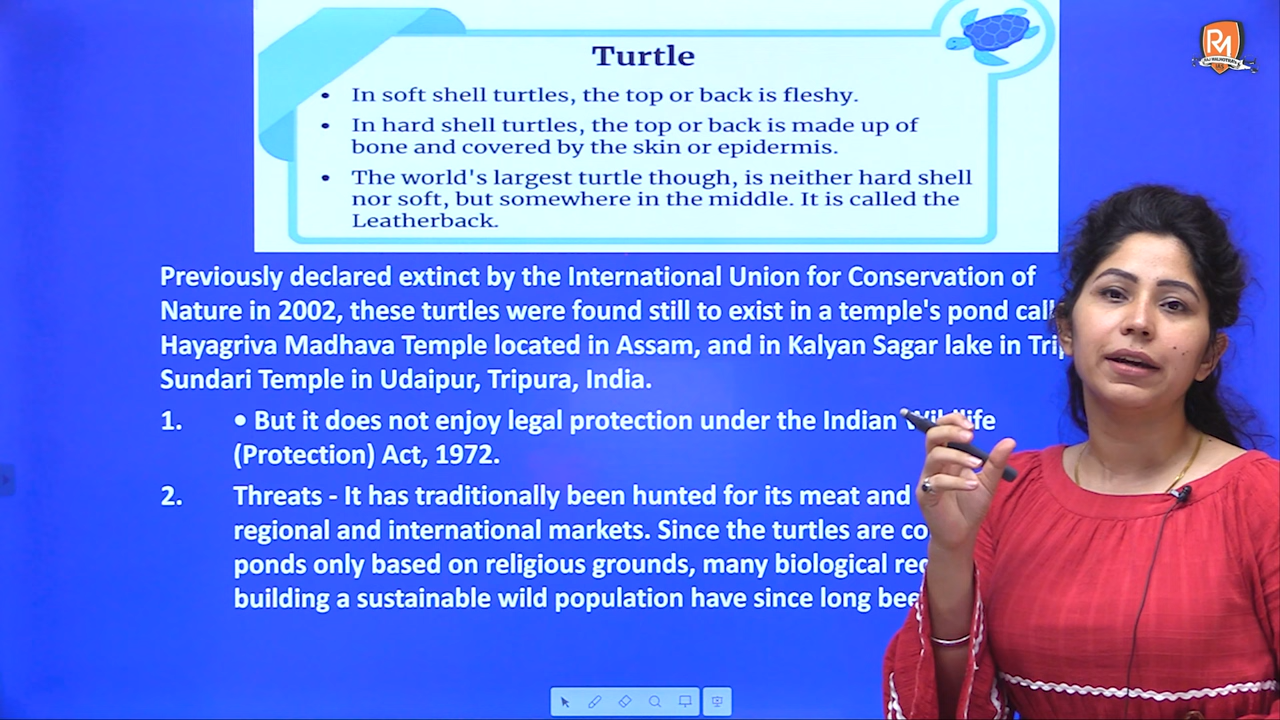 Turtle
• In soft shell turtles, the top or back is fleshy.
• In hard shell turtles, the top or back is made up of
bone and covered by the skin or epidermis.
• The world's largest turtle though, is neither hard shell
nor soft, but somewhere in the middle. It is called the
Leatherback.
RM
IAS
Previously declared extinct by the International Union for Conservation of
Nature in 2002, these turtles were found still to exist in a temple's pond
Hayagriva Madhava Temple located in Assam, and in Kalyan Sagar lake in
Sundari Temple in Udaipur, Tripura, India.
1. • But it does not enjoy legal protection under the Indian Wildlife
(Protection) Act, 1972.
2. Threats - It has traditionally been hunted for its meat and
regional and international markets. Since the turtles are
ponds only based on religious grounds, many biological
building a sustainable wild population have since long